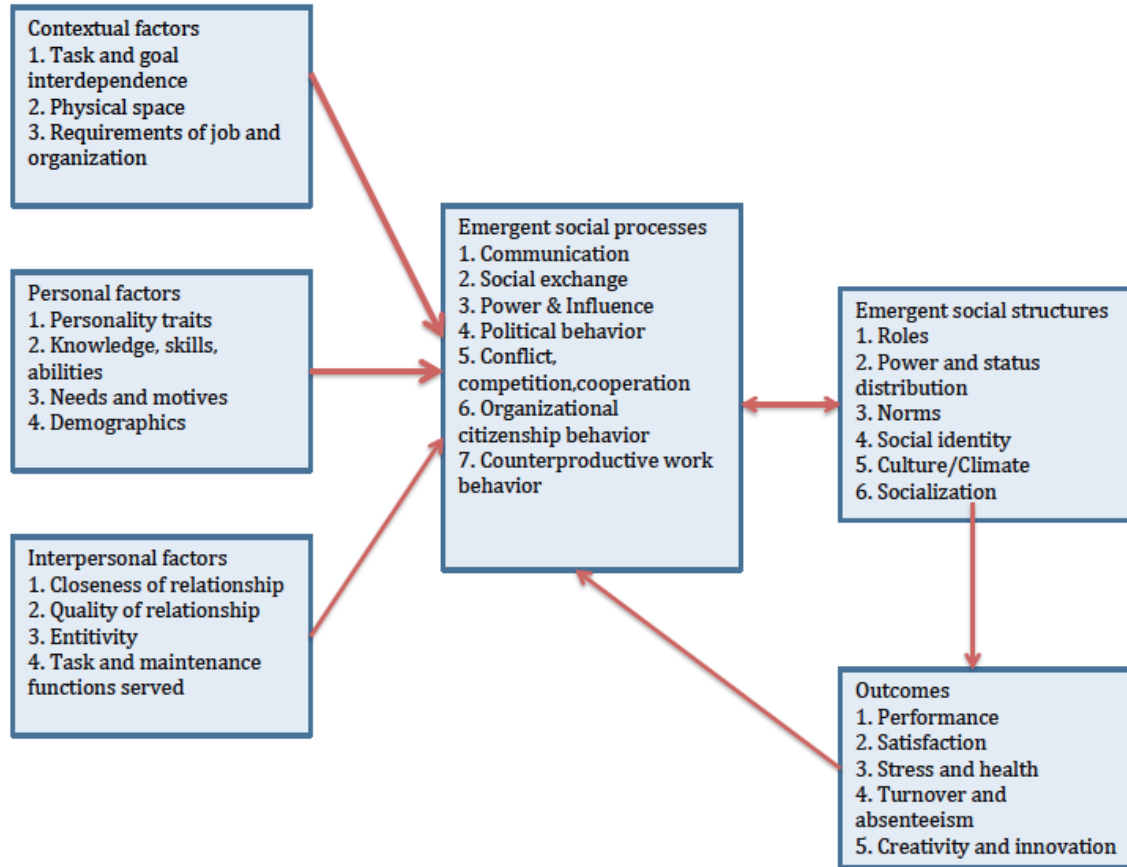 Contextual factors
1. Task and goal
interdependence
2. Physical space
3. Requirements of job and
organization
Personal factors
1. Personality traits
2. Knowledge, skills,
abilities
3. Needs and motives
4. Demographics
Interpersonal factors
1. Closeness of relationship
2. Quality of relationship
3. Entitivity
4. Task and maintenance
functions served
Emergent social processes
1. Communication
2. Social exchange
3. Power & Influence
4. Political behavior
5. Conflict,
competition,cooperation
6. Organizational
citizenship behavior
7. Counterproductive work
behavior
Emergent social structures
1. Roles
2. Power and status
distribution
3. Norms
4. Social identity
5. Culture/Climate
6. Socialization
Outcomes
1. Performance
2. Satisfaction
3. Stress and health
4. Turnover and
absenteeism
5. Creativity and innovation